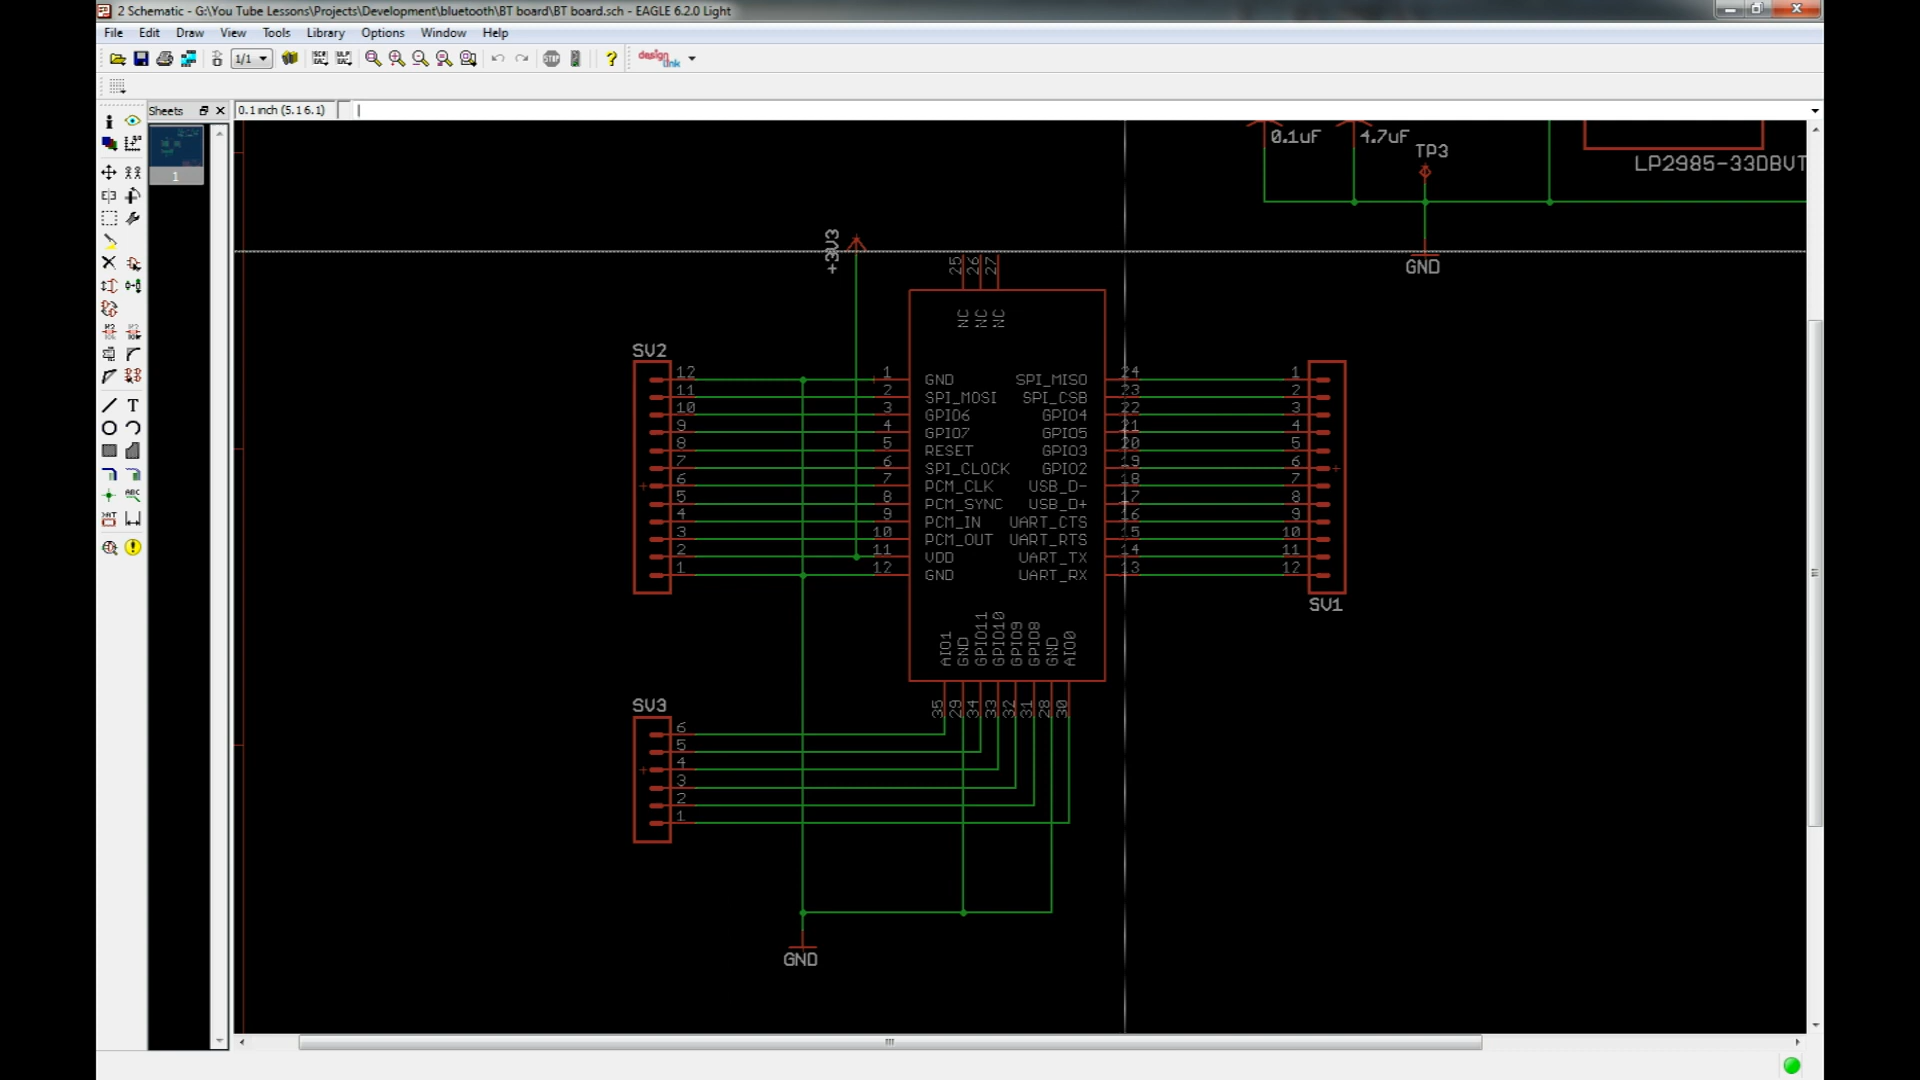 2 Schematic - G:\You Tube Lessons\Projects\Development\bluetooth\BT board\BT board.sch - EAGLE 6.2.0 Light
File Edit Draw View Tools Library Options Window Help
1/1
design link
Sheets
0.1 inch (5.1 6.1)
1
0.1uF 4.7uF
TP3
LP2985-33DBVT
+3V3
GND
25 26 27
NC NC NC
SV2
12 1 GND SPI_MISO 24 1
11 2 SPI_MOSI SPI_CSB 23 2
10 3 GPIO6 GPIO4 22 3
9 4 GPIO7 GPIO5 21 4
8 5 RESET GPIO3 20 5
7 6 SPI_CLOCK GPIO2 19 6
6 7 PCM_CLK USB_D- 18 7
5 8 PCM_SYNC USB_D+ 17 8
4 9 PCM_IN UART_CTS 16 9
3 10 PCM_OUT UART_RTS 15 10
2 11 VDD UART_TX 14 11
1 12 GND UART_RX 13 12
SV1
AIO1 GND GPIO11 GPIO10 GPIO9 GPIO8 GND AIO0
35 29 34 33 32 31 28 30
SV3
6
5
4
3
2
1
GND